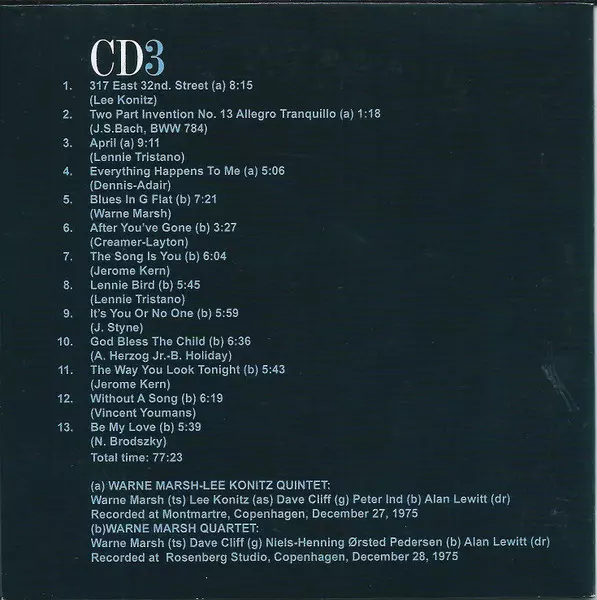 CD3
1. 317 East 32nd. Street (a) 8:15
(Lee Konitz)
2. Two Part Invention No. 13 Allegro Tranquillo (a) 1:18
(J.S.Bach, BWW 784)
3. April (a) 9:11
(Lennie Tristano)
4. Everything Happens To Me (a) 5:06
(Dennis-Adair)
5. Blues In G Flat (b) 7:21
(Warne Marsh)
6. After You've Gone (b) 3:27
(Creamer-Layton)
7. The Song Is You (b) 6:04
(Jerome Kern)
8. Lennie Bird (b) 5:45
(Lennie Tristano)
9. It's You Or No One (b) 5:59
(J. Styne)
10. God Bless The Child (b) 6:36
(A. Herzog Jr.-B. Holiday)
11. The Way You Look Tonight (b) 5:43
(Jerome Kern)
12. Without A Song (b) 6:19
(Vincent Youmans)
13. Be My Love (b) 5:39
(N. Brodszky)
Total time: 77:23
(a) WARNE MARSH-LEE KONITZ QUINTET:
Warne Marsh (ts) Lee Konitz (as) Dave Cliff (g) Peter Ind (b) Alan Lewitt (dr)
Recorded at Montmartre, Copenhagen, December 27, 1975
(b)WARNE MARSH QUARTET:
Warne Marsh (ts) Dave Cliff (g) Niels-Henning Ørsted Pedersen (b) Alan Lewitt (dr)
Recorded at Rosenberg Studio, Copenhagen, December 28, 1975